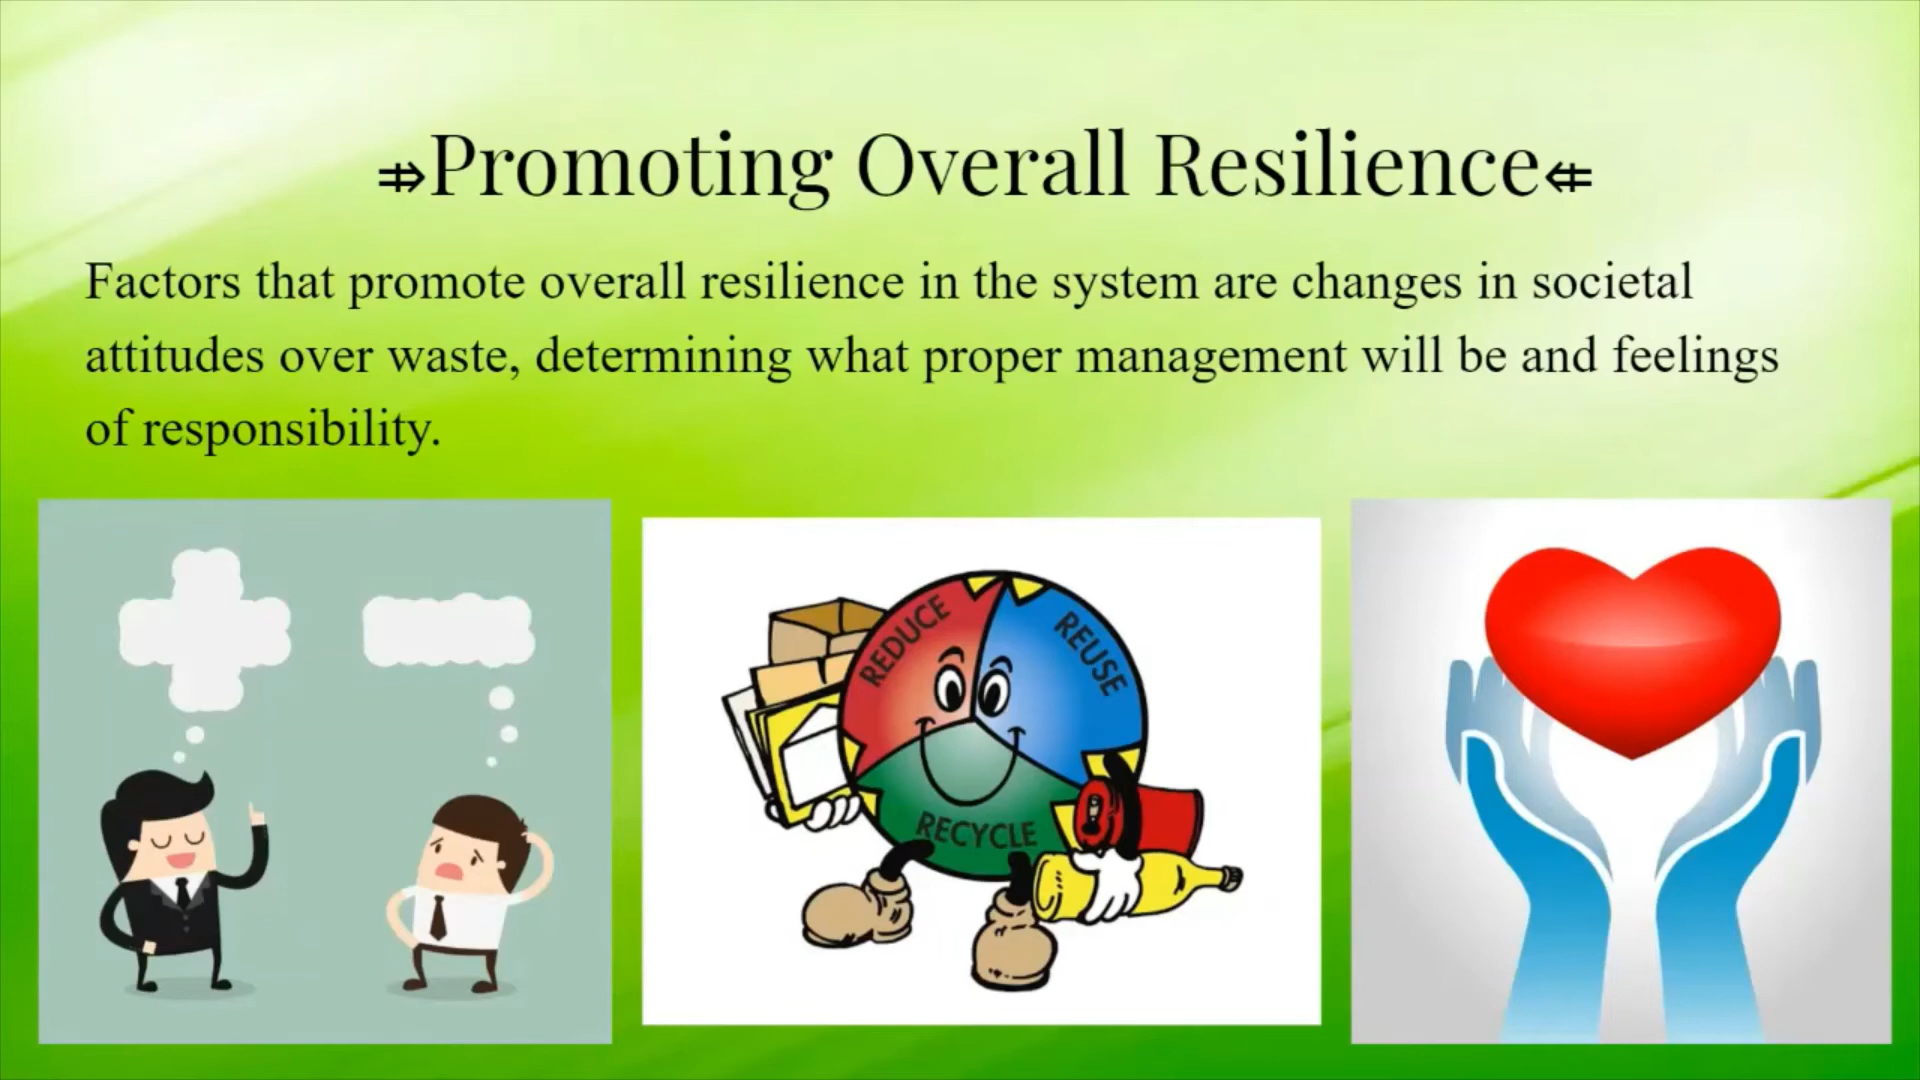 ⇻Promoting Overall Resilience⇺
Factors that promote overall resilience in the system are changes in societal
attitudes over waste, determining what proper management will be and feelings
of responsibility.
REDUCE
REUSE
RECYCLE